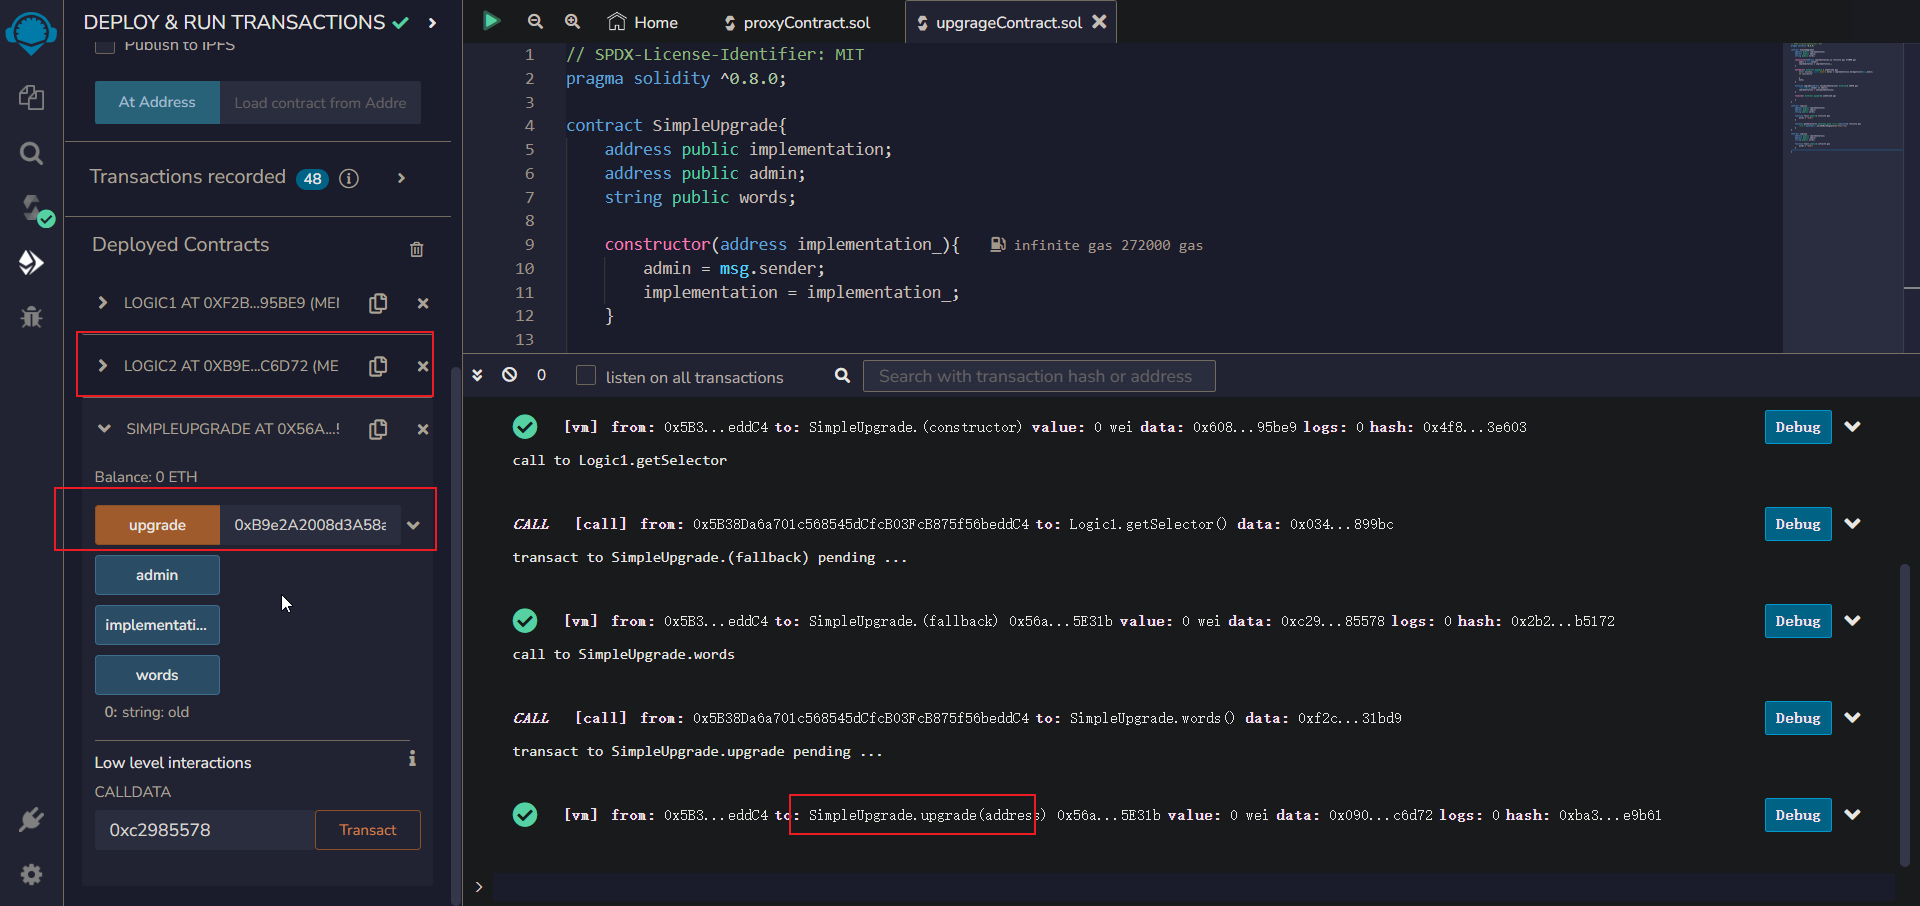 DEPLOY & RUN TRANSACTIONS
Publish to IPFS
At Address
Load contract from Addre
Transactions recorded 48
Deployed Contracts
LOGIC1 AT 0XF2B...95BE9 (MEM
LOGIC2 AT 0XB9E...C6D72 (ME
SIMPLEUPGRADE AT 0X56A...5
Balance: 0 ETH
upgrade 0xB9e2A2008d3A58a
admin
implementati...
words
0: string: old
Low level interactions
CALLDATA
0xc2985578
Transact
Home
proxyContract.sol
upgrageContract.sol
1 // SPDX-License-Identifier: MIT
2 pragma solidity ^0.8.0;
3
4 contract SimpleUpgrade{
5 address public implementation;
6 address public admin;
7 string public words;
8
9 constructor(address implementation_){ infinite gas 272000 gas
10 admin = msg.sender;
11 implementation = implementation_;
12 }
13
0 listen on all transactions
Search with transaction hash or address
[vm] from: 0x5B3...eddC4 to: SimpleUpgrade.(constructor) value: 0 wei data: 0x608...95be9 logs: 0 hash: 0x4f8...3e603 Debug
call to Logic1.getSelector
CALL [call] from: 0x5B38Da6a701c568545dCfcB03FcB875f56beddC4 to: Logic1.getSelector() data: 0x034...899bc Debug
transact to SimpleUpgrade.(fallback) pending ...
[vm] from: 0x5B3...eddC4 to: SimpleUpgrade.(fallback) 0x56a...5E31b value: 0 wei data: 0xc29...85578 logs: 0 hash: 0x2b2...b5172 Debug
call to SimpleUpgrade.words
CALL [call] from: 0x5B38Da6a701c568545dCfcB03FcB875f56beddC4 to: SimpleUpgrade.words() data: 0xf2c...31bd9 Debug
transact to SimpleUpgrade.upgrade pending ...
[vm] from: 0x5B3...eddC4 to: SimpleUpgrade.upgrade(address) 0x56a...5E31b value: 0 wei data: 0x090...c6d72 logs: 0 hash: 0xba3...e9b61 Debug
>